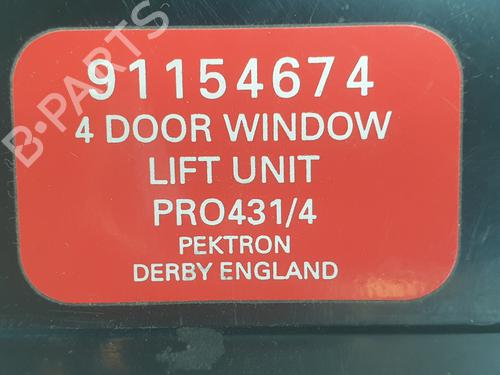 91154674
4 DOOR WINDOW
LIFT UNIT
PRO431/4
PEKTRON
DERBY ENGLAND
B-PARTS